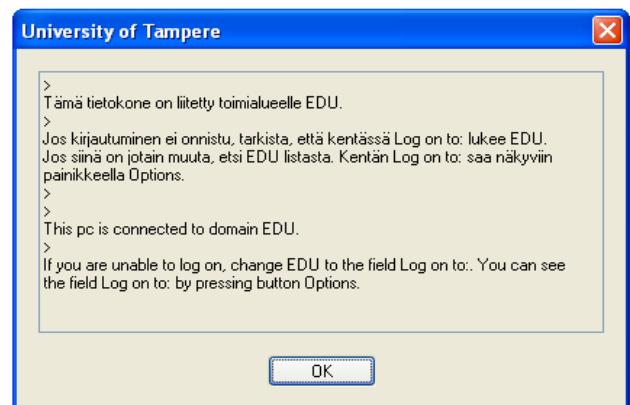 University of Tampere
>
Tämä tietokone on liitetty toimialueelle EDU.
>
Jos kirjautuminen ei onnistu, tarkista, että kentässä Log on to: lukee EDU.
Jos siinä on jotain muuta, etsi EDU listasta. Kentän Log on to: saa näkyviin
painikkeella Options.
>
>
This pc is connected to domain EDU.
>
If you are unable to log on, change EDU to the field Log on to:. You can see
the field Log on to: by pressing button Options.
OK